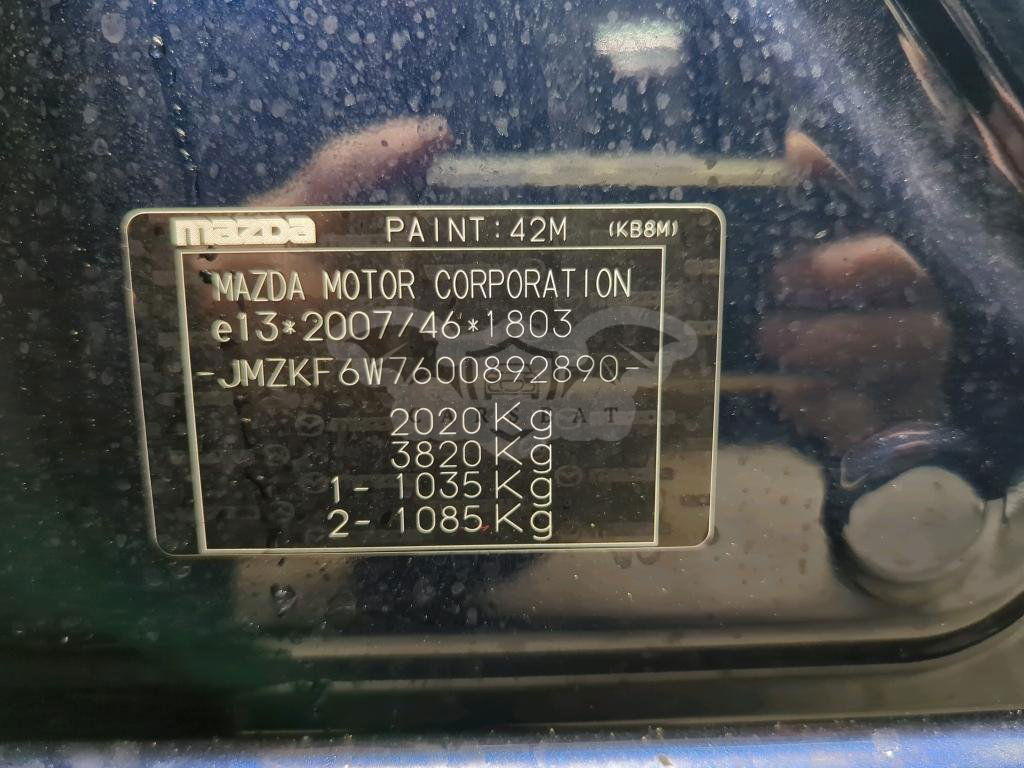 mazda PAINT:42M (KB8M)
MAZDA MOTOR CORPORATION
e13*2007/46*1803
-JMZKF6W7600892890-
2020Kg
3820Kg
1- 1035Kg
2- 1085Kg